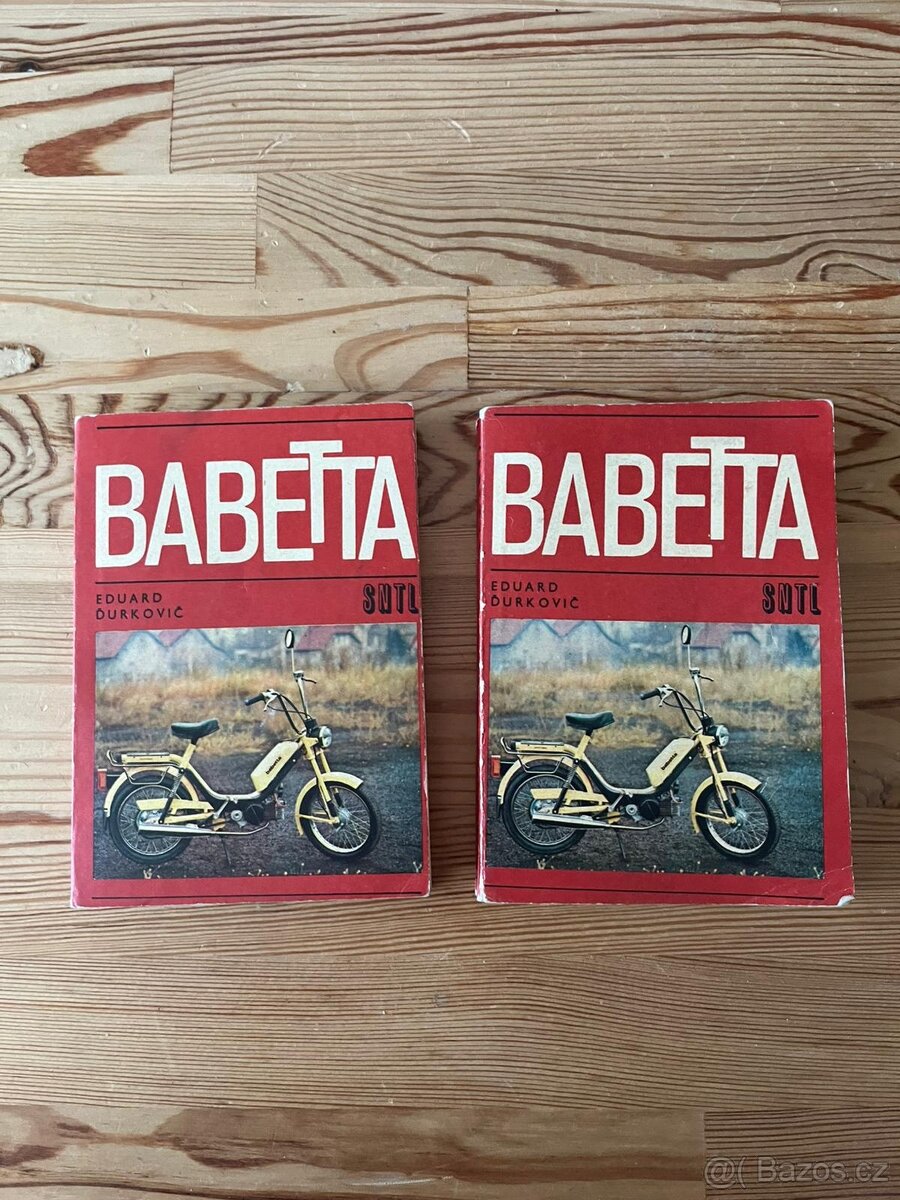 BABETTA
EDUARD
ĎURKOVIČ
SNTL
BABETTA
EDUARD
ĎURKOVIČ
SNTL
@( Bazos.cz